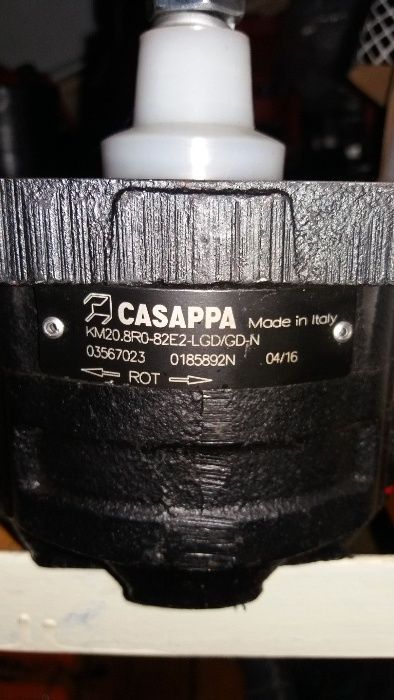 CASAPPA Made in Italy
KM20.8R0-82E2-LGD/GD-N
03567023 0185892N 04/16
ROT